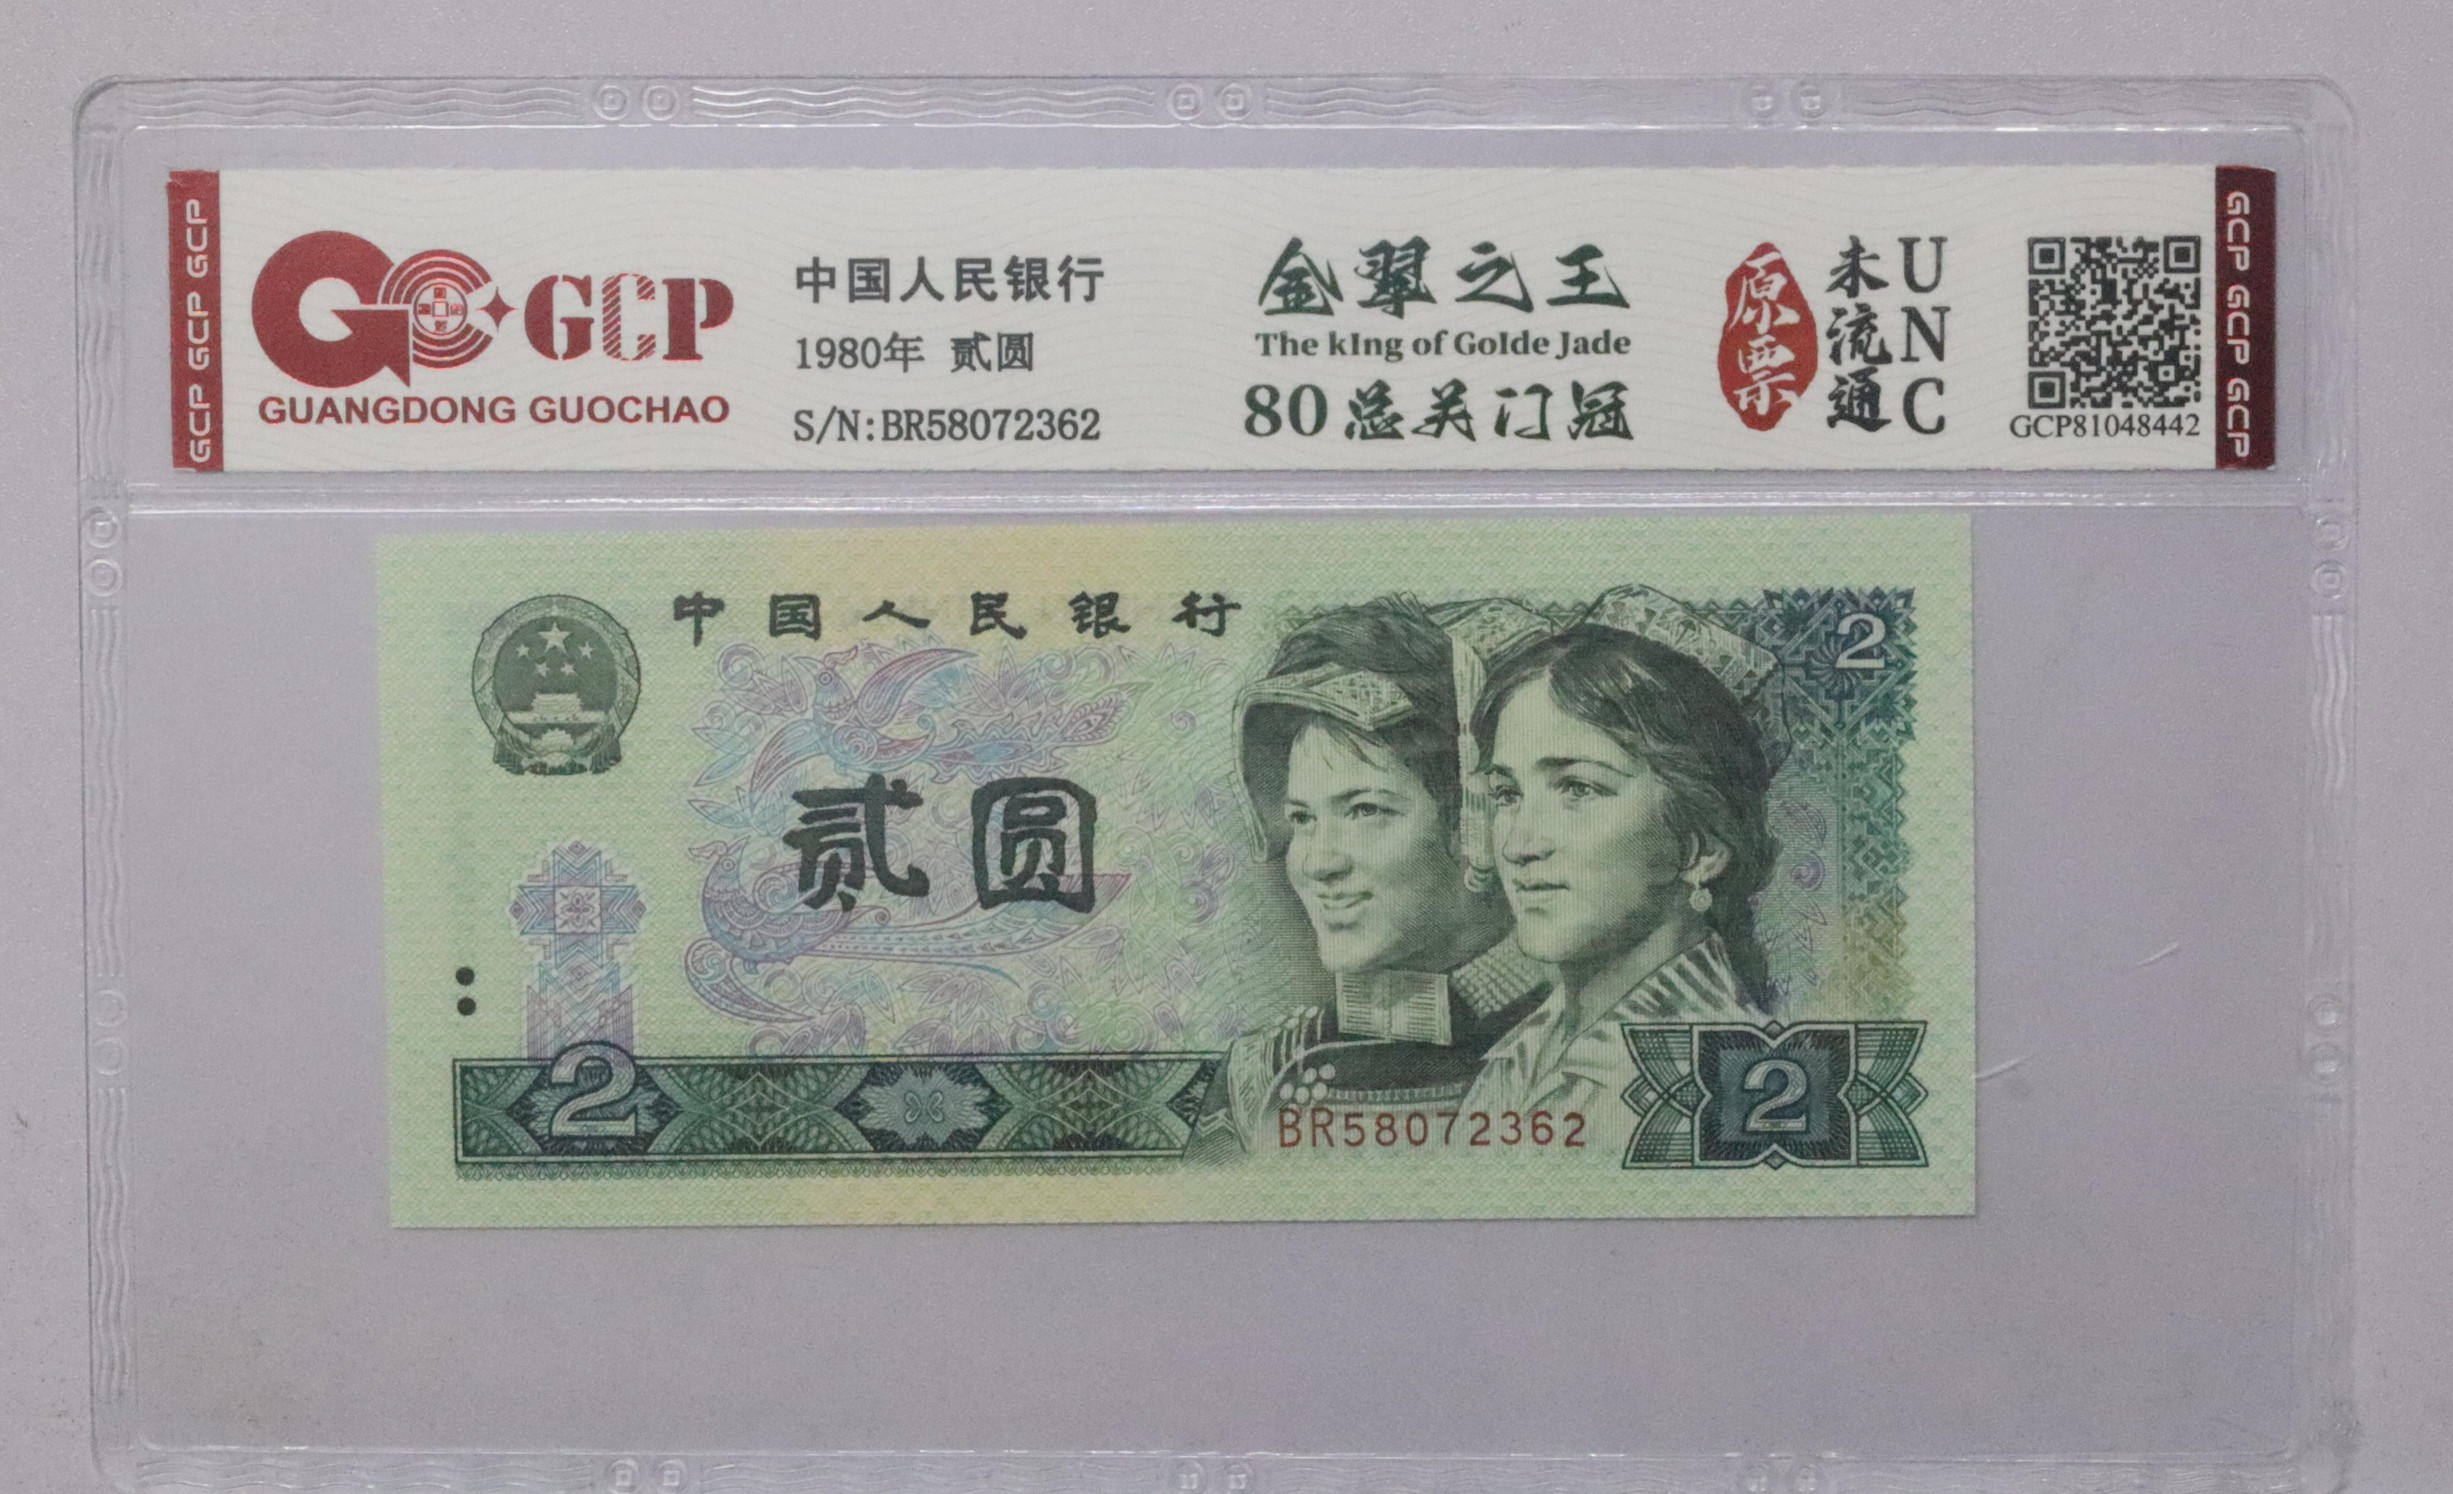 GCP GCP GCP
GCP
GUANGDONG GUOCHAO
中国人民银行
1980年 贰圆
S/N:BR58072362
金翠之王
The kIng of GoIde Jade
80总关门冠
原票
未流通
UNC
GCP81048442
GCP GCP GCP
中国人民银行
2
贰圆
2
BR58072362
2